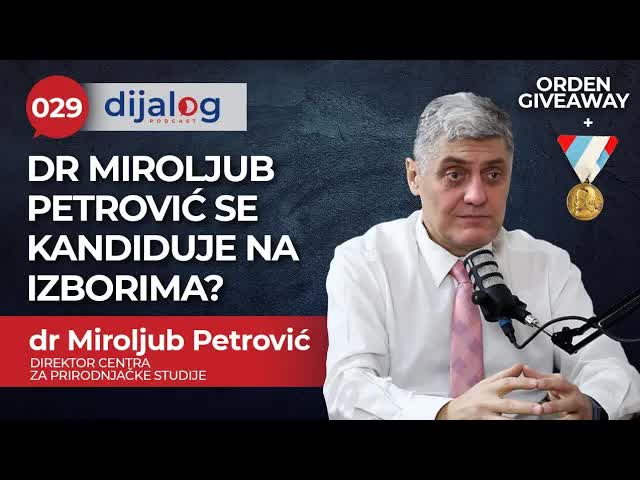 029
dijalog
PODCAST
ORDEN
GIVEAWAY
+
DR MIROLJUB
PETROVIĆ SE
KANDIDUJE NA
IZBORIMA?
dr Miroljub Petrović
DIREKTOR CENTRA
ZA PRIRODNJAČKE STUDIJE